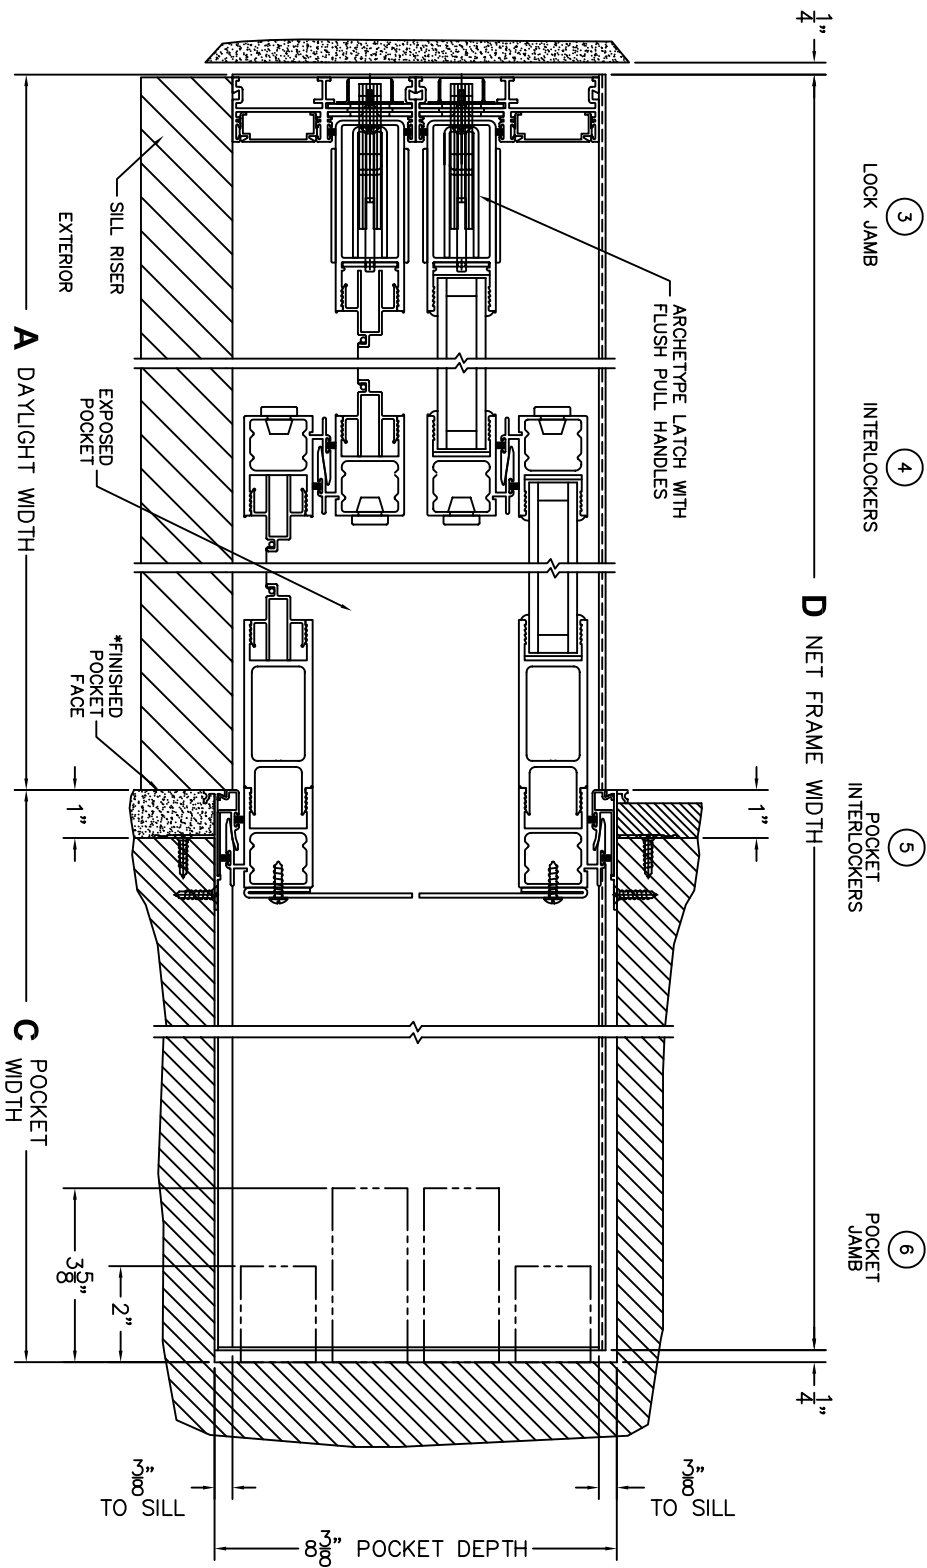 1/4"
3
LOCK JAMB
4
INTERLOCKERS
5
POCKET
INTERLOCKERS
6
POCKET
JAMB
D NET FRAME WIDTH
1"
1/4"
ARCHETYPE LATCH WITH
FLUSH PULL HANDLES
SILL RISER
EXTERIOR
EXPOSED
POCKET
*FINISHED
POCKET
FACE
1"
A DAYLIGHT WIDTH
C POCKET
WIDTH
3 5/8"
2"
3/8"
TO SILL
3/8"
TO SILL
8 3/8" POCKET DEPTH